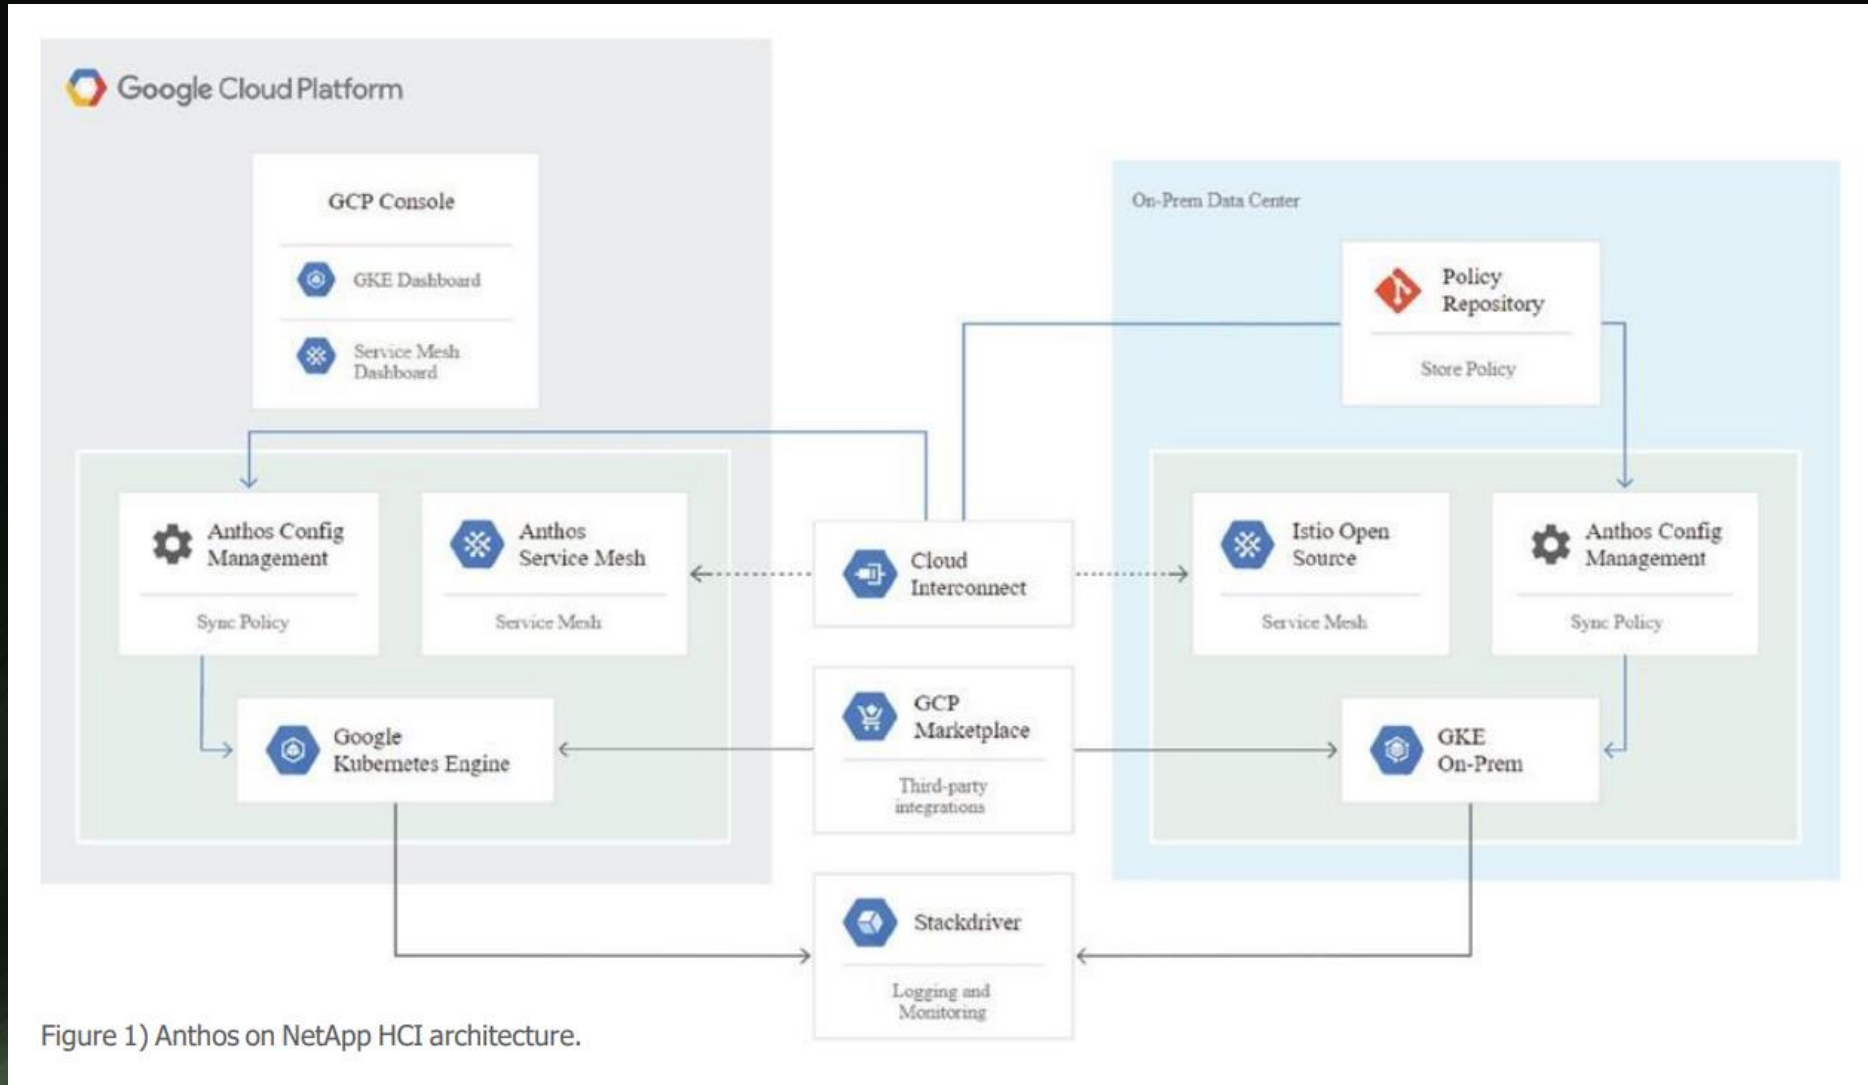 Google Cloud Platform
GCP Console
GKE Dashboard
Service Mesh
Dashboard
On-Prem Data Center
Policy
Repository
Store Policy
Anthos Config
Management
Sync Policy
Anthos
Service Mesh
Service Mesh
Cloud
Interconnect
Istio Open
Source
Service Mesh
Anthos Config
Management
Sync Policy
Google
Kubernetes Engine
GCP
Marketplace
Third-party
integrations
GKE
On-Prem
Stackdriver
Logging and
Monitoring
Figure 1) Anthos on NetApp HCI architecture.